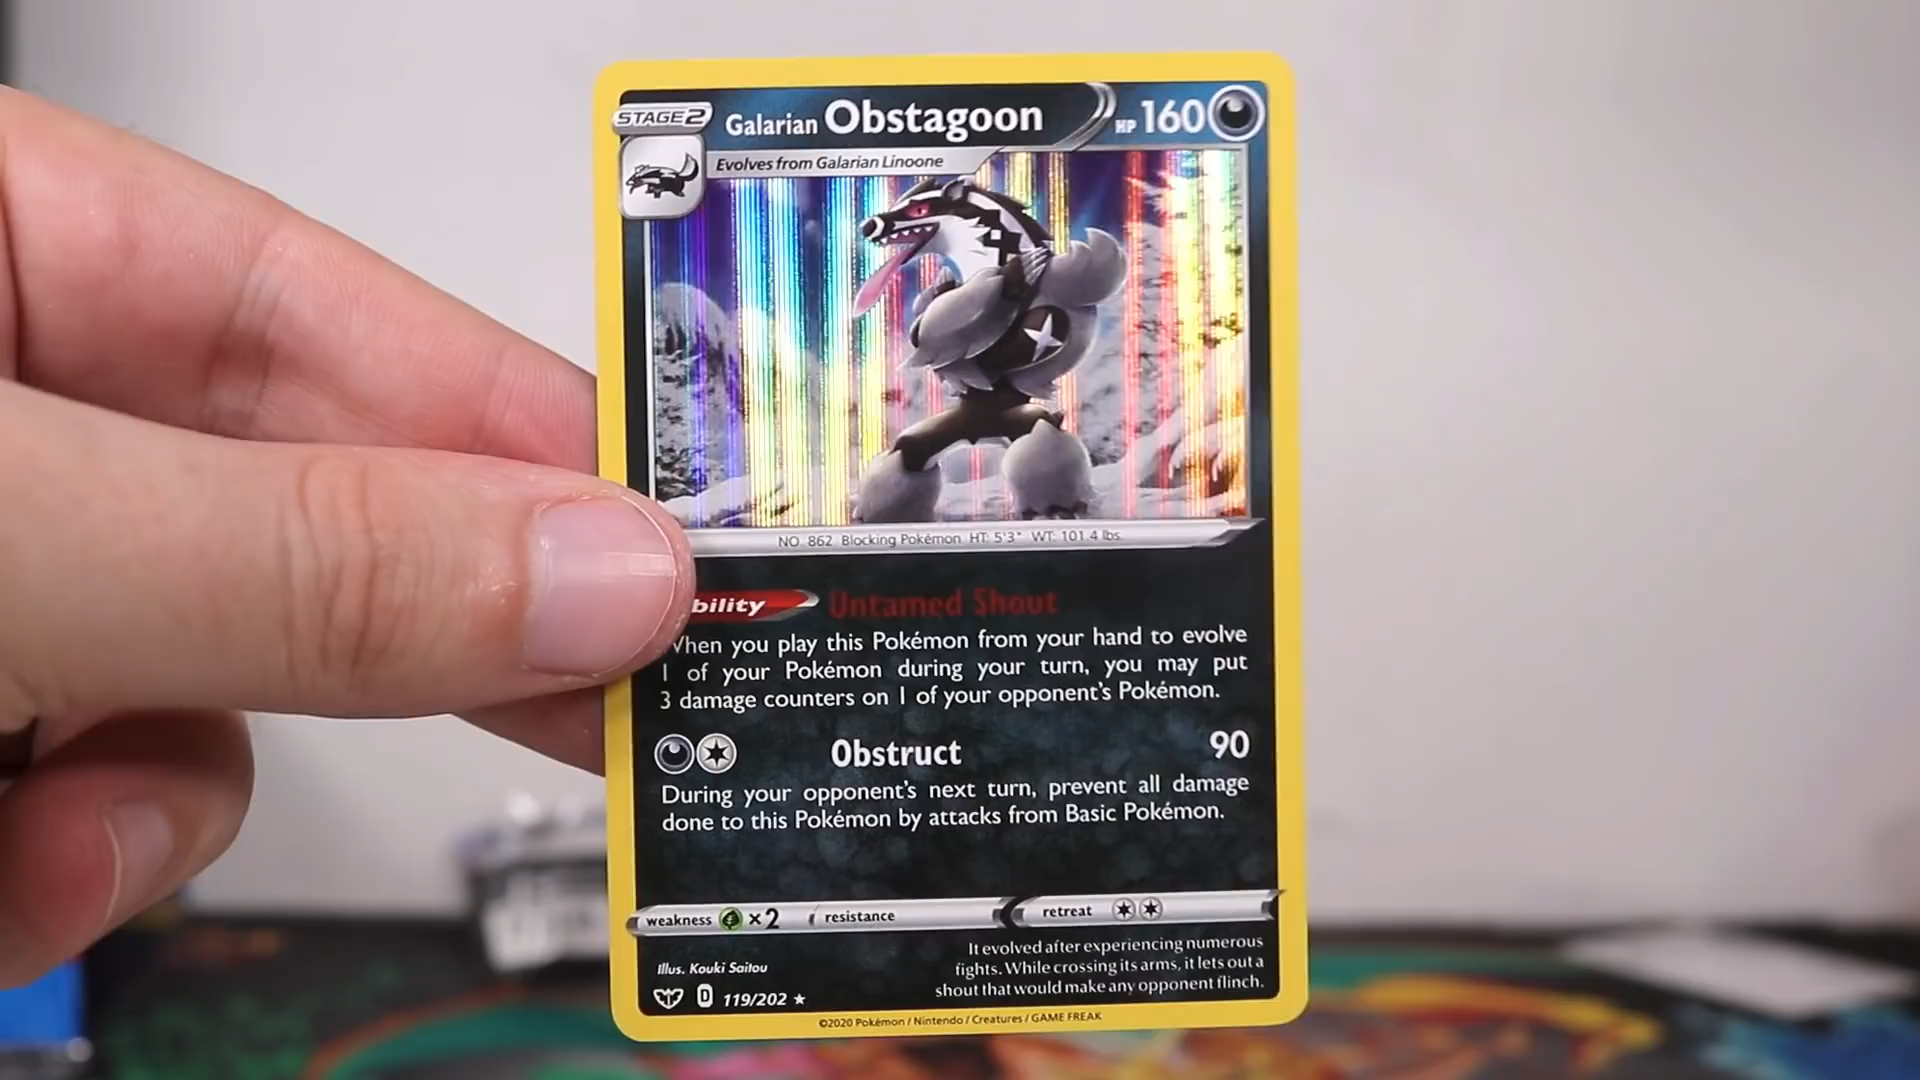 STAGE2
Galarian Obstagoon
HP 160
Evolves from Galarian Linoone
NO. 862 Blocking Pokémon HT: 5'3" WT: 101.4 lbs.
bility Untamed Shout
When you play this Pokémon from your hand to evolve
1 of your Pokémon during your turn, you may put
3 damage counters on 1 of your opponent's Pokémon.
Obstruct 90
During your opponent's next turn, prevent all damage
done to this Pokémon by attacks from Basic Pokémon.
weakness ×2 resistance retreat
It evolved after experiencing numerous
fights. While crossing its arms, it lets out a
shout that would make any opponent flinch.
Illus. Kouki Saitou
D 119/202 ★
©2020 Pokémon / Nintendo / Creatures / GAME FREAK